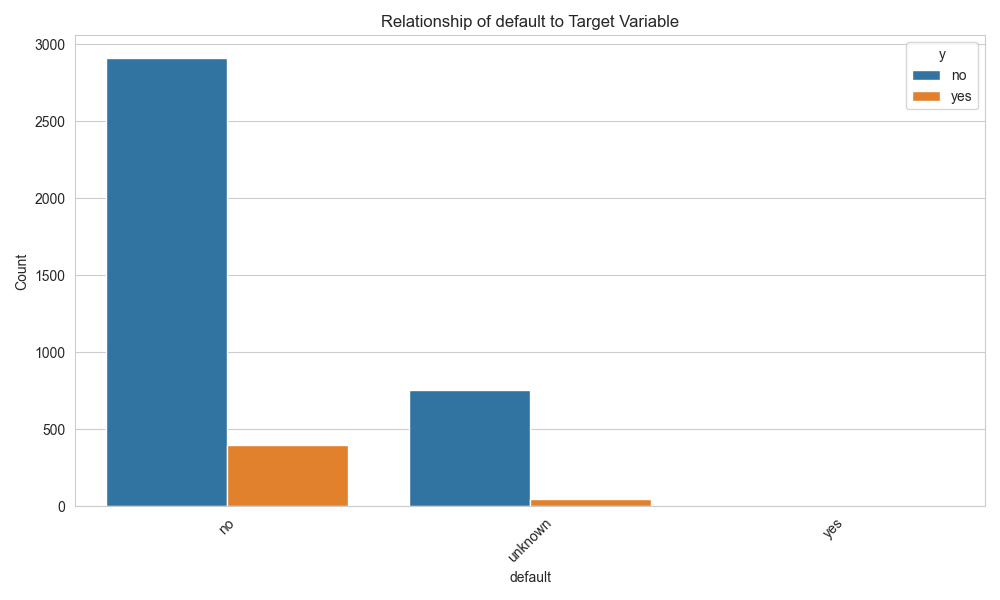 Relationship of default to Target Variable
y
no
yes
3000
2500
2000
1500
1000
500
0
Count
no
unknown
yes
default